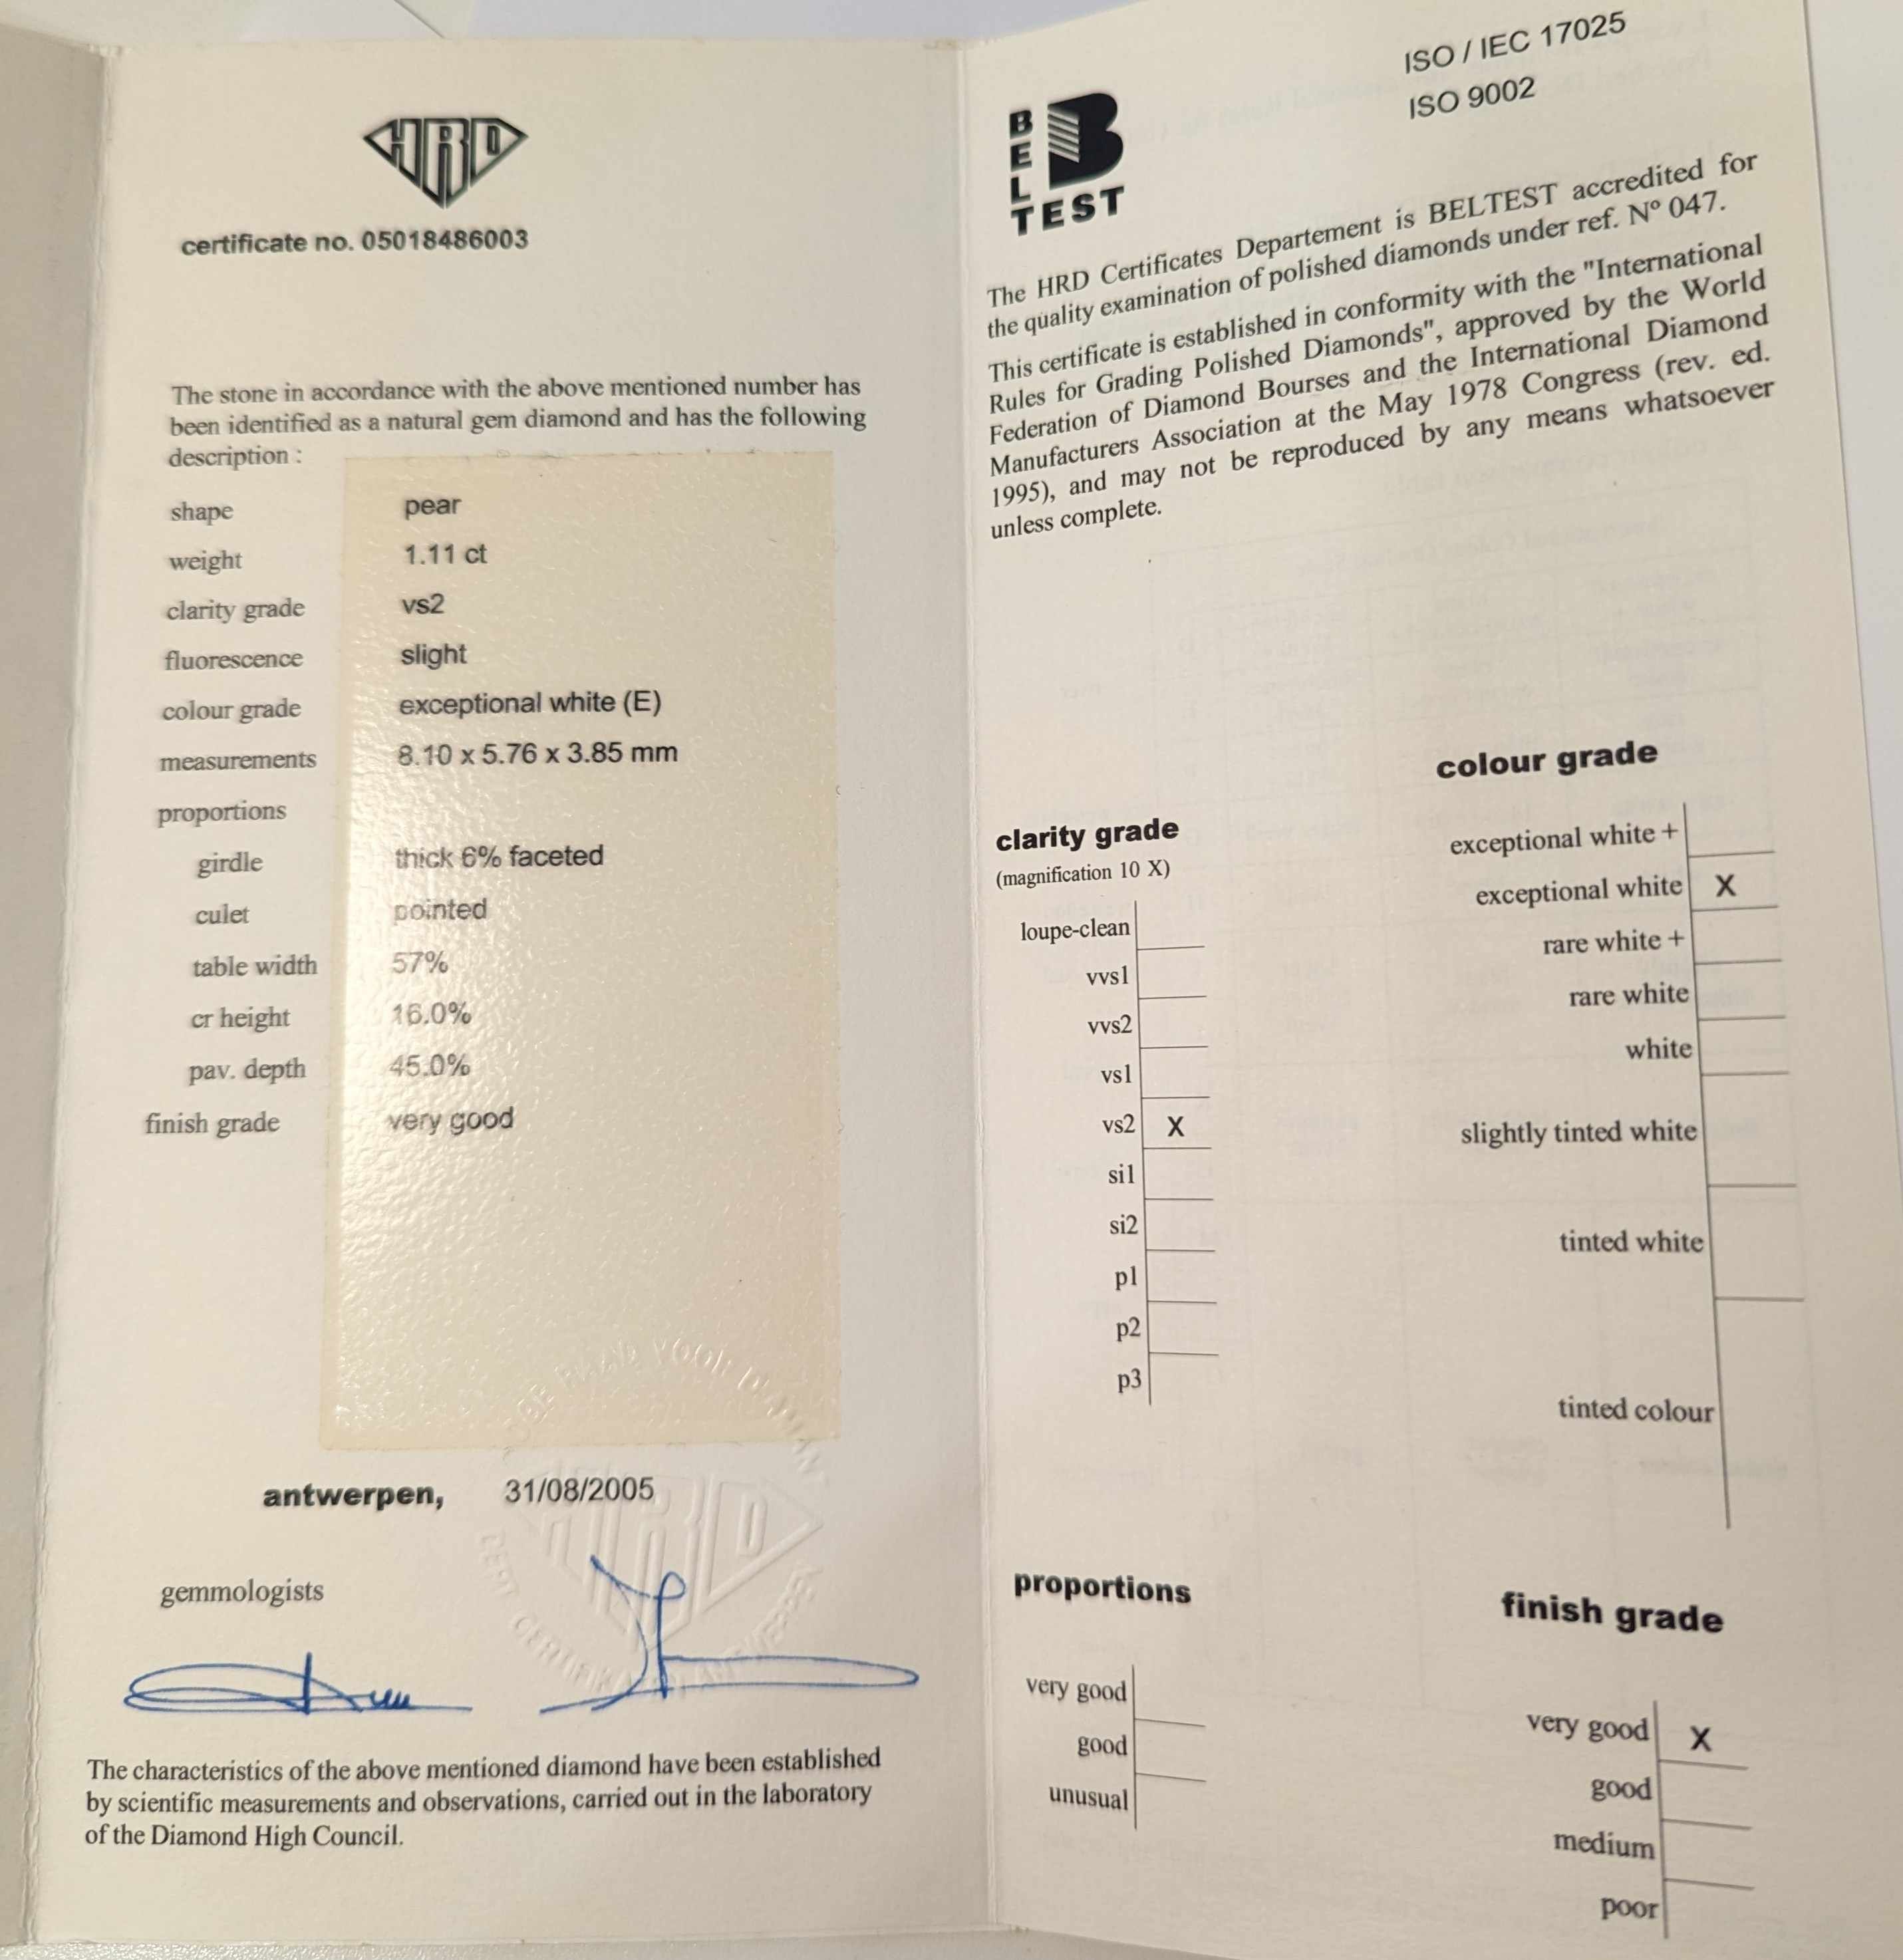 HRD
certificate no. 05018486003
The stone in accordance with the above mentioned number has
been identified as a natural gem diamond and has the following
description :
shape pear
weight 1.11 ct
clarity grade vs2
fluorescence slight
colour grade exceptional white (E)
measurements 8.10 x 5.76 x 3.85 mm
proportions
girdle thick 6% faceted
culet pointed
table width 57%
cr height 16.0%
pav. depth 45.0%
finish grade very good
antwerpen, 31/08/2005
HRD
gemmologists
The characteristics of the above mentioned diamond have been established
by scientific measurements and observations, carried out in the laboratory
of the Diamond High Council.
BELTEST
ISO / IEC 17025
ISO 9002
The HRD Certificates Departement is BELTEST accredited for
the quality examination of polished diamonds under ref. Nº 047.
This certificate is established in conformity with the "International
Rules for Grading Polished Diamonds", approved by the World
Federation of Diamond Bourses and the International Diamond
Manufacturers Association at the May 1978 Congress (rev. ed.
1995), and may not be reproduced by any means whatsoever
unless complete.
clarity grade
(magnification 10 X)
loupe-clean
vvs1
vvs2
vs1
vs2 X
si1
si2
p1
p2
p3
colour grade
exceptional white +
exceptional white X
rare white +
rare white
white
slightly tinted white
tinted white
tinted colour
proportions
very good
good
unusual
finish grade
very good X
good
medium
poor